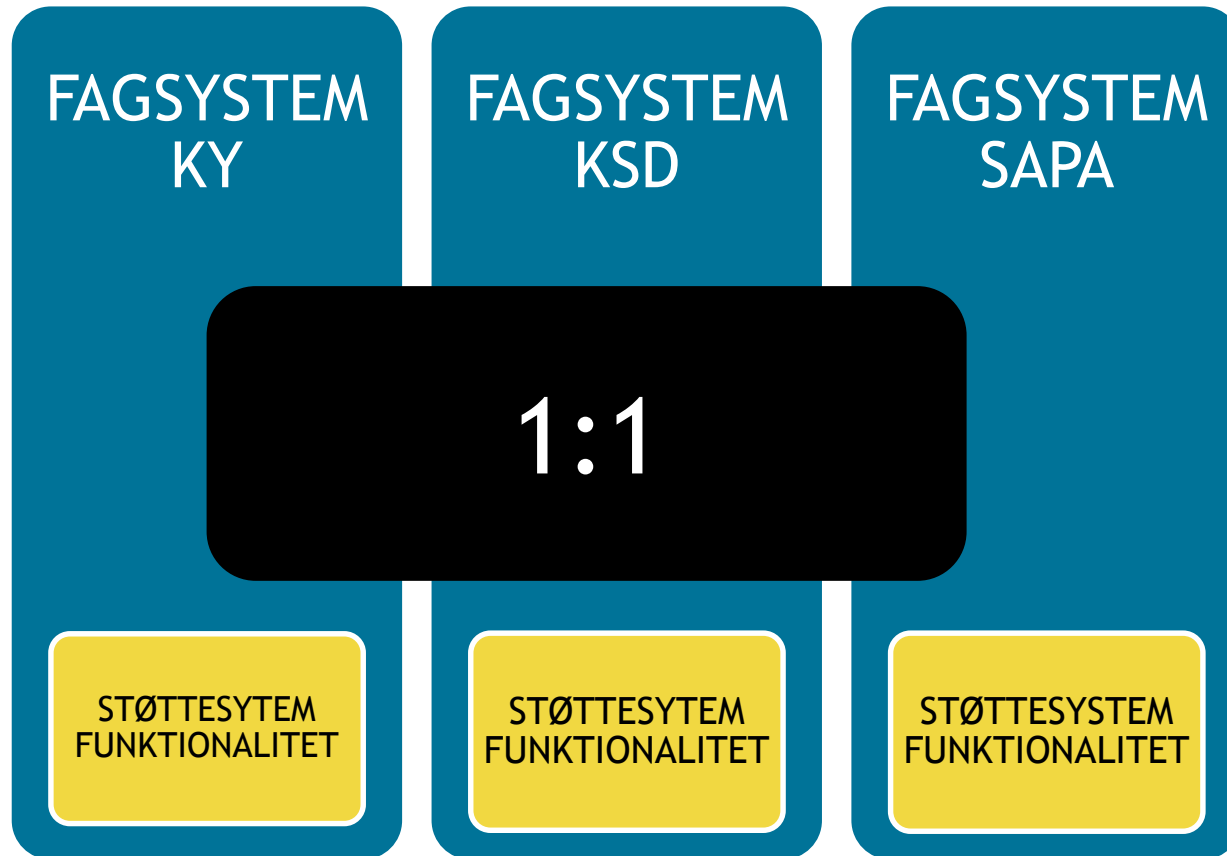 FAGSYSTEM
KY
FAGSYSTEM
KSD
FAGSYSTEM
SAPA
1:1
STØTTESYTEM
FUNKTIONALITET
STØTTESYTEM
FUNKTIONALITET
STØTTESYSTEM
FUNKTIONALITET